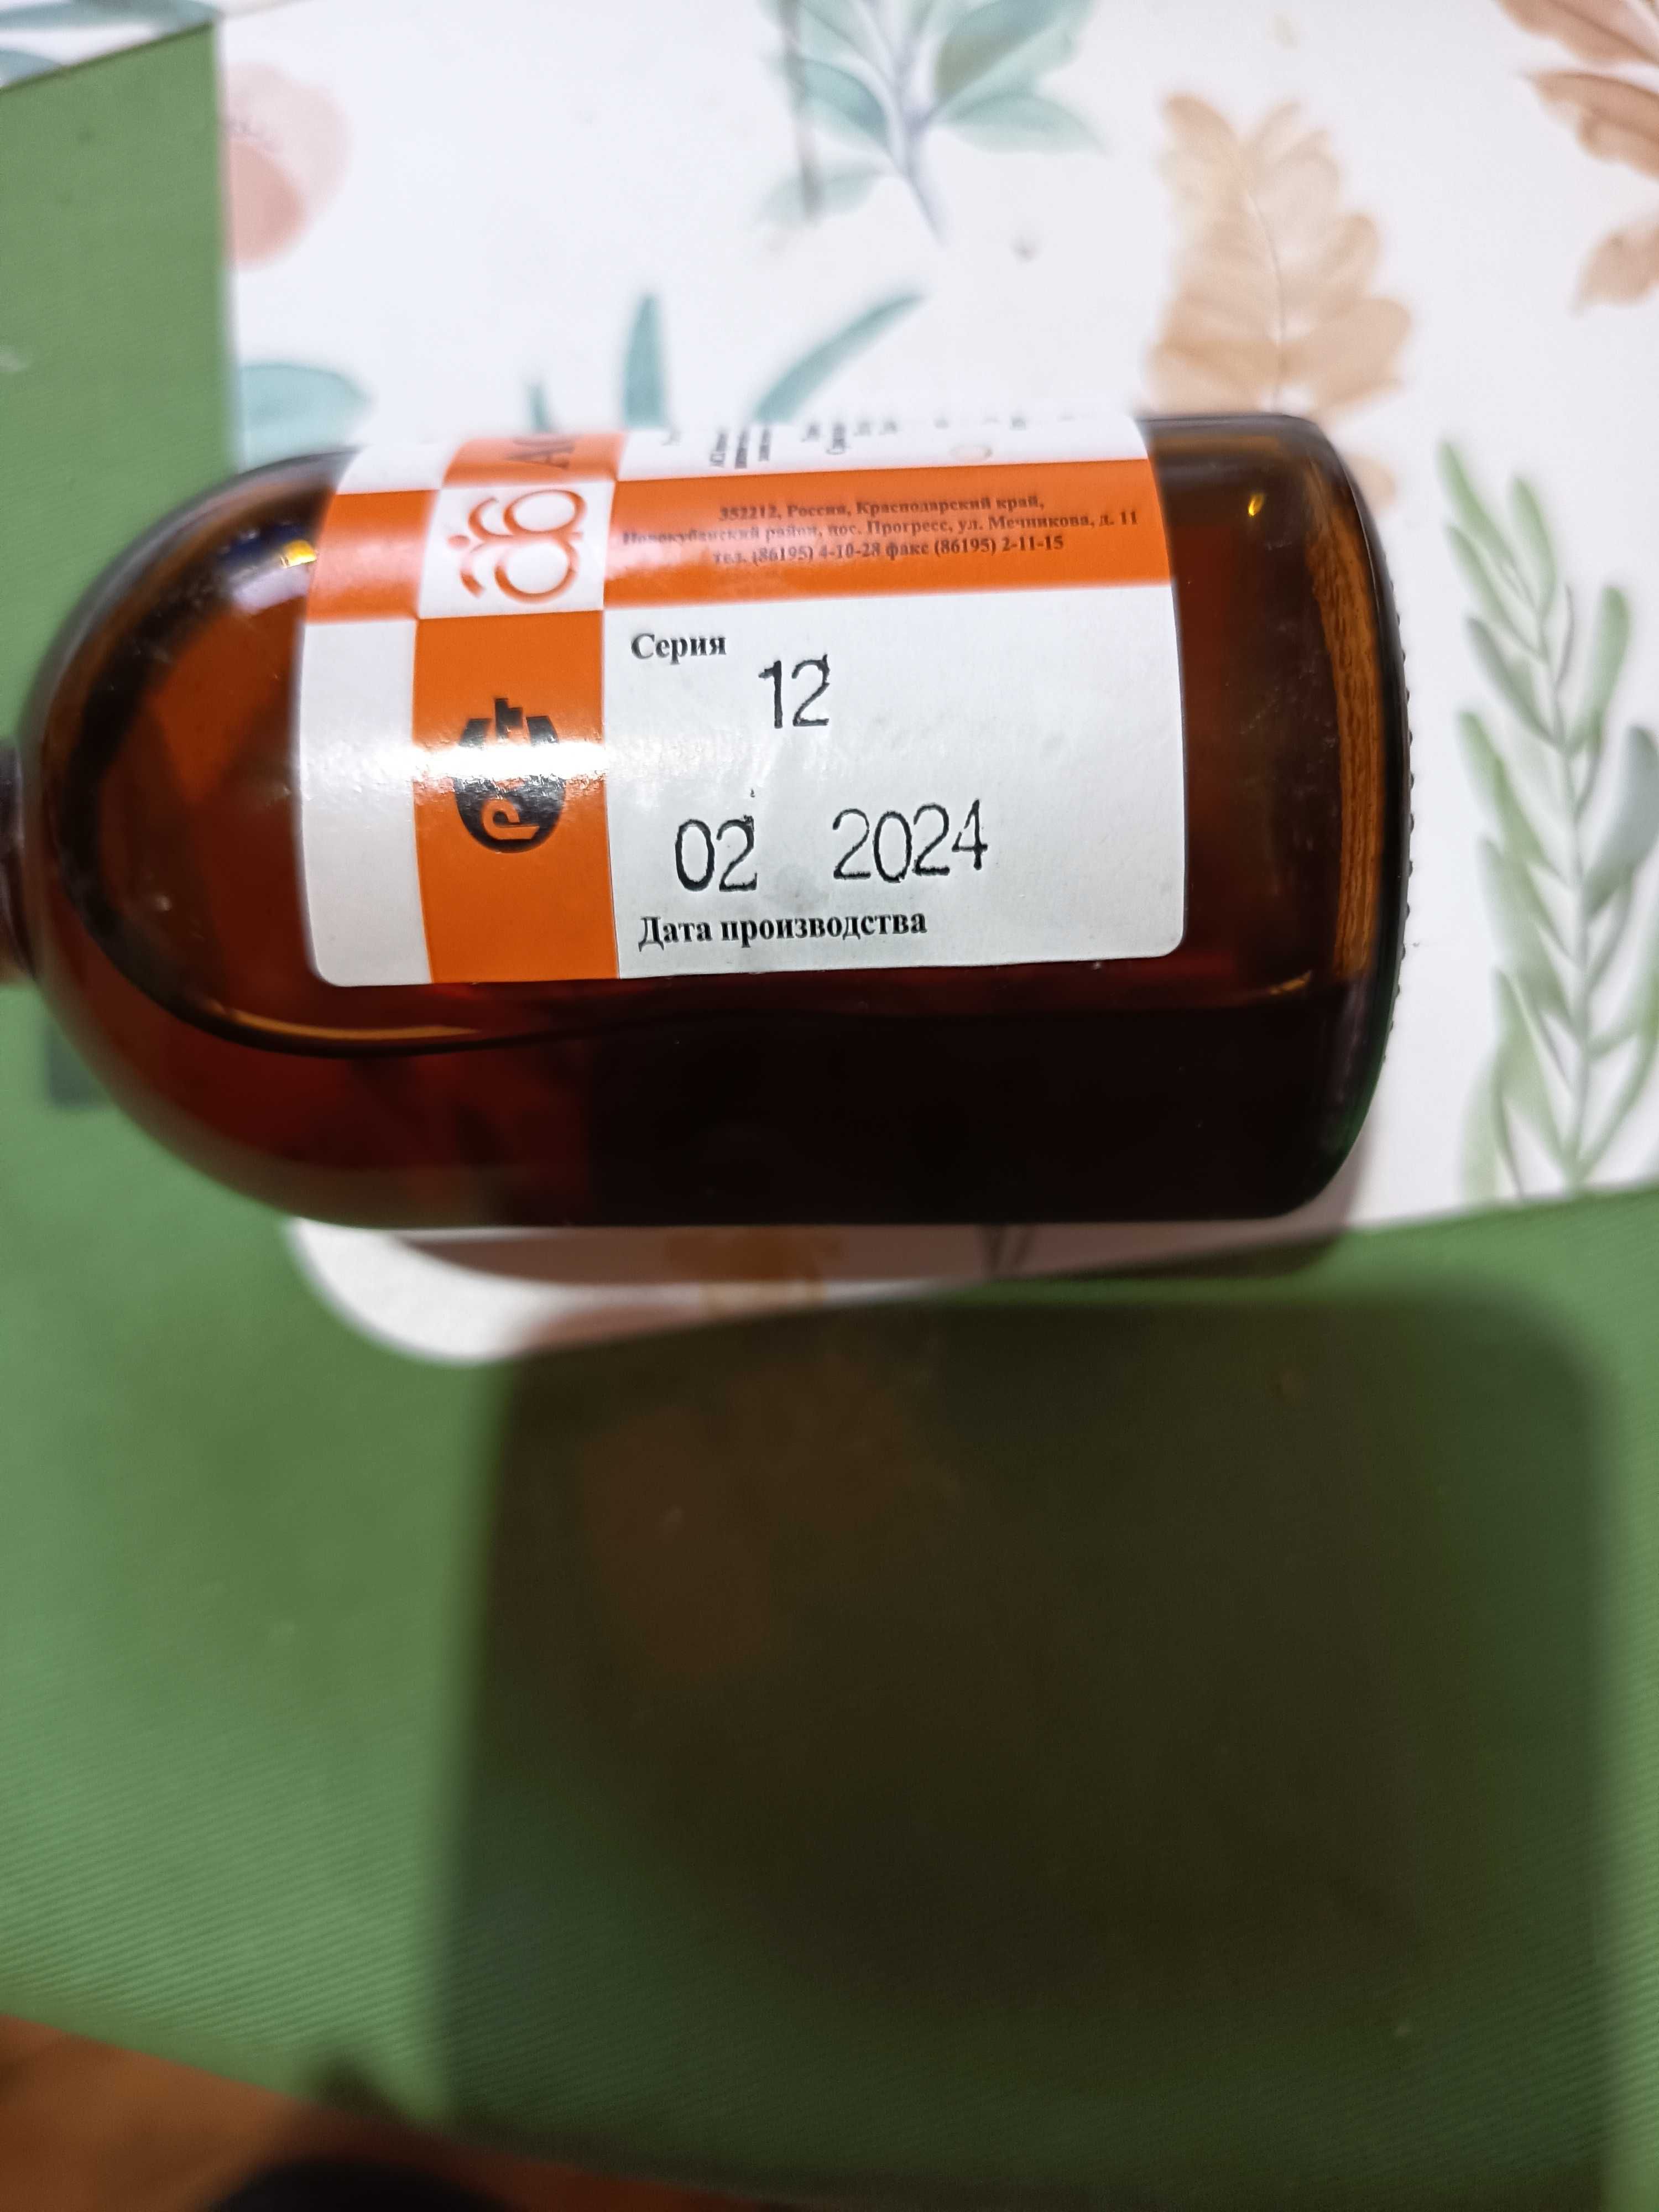 352212, Россия, Краснодарский край,
Новокубанский район, пос. Прогресс, ул. Мечникова, д. 11
тел. (86195) 4-10-28 факс (86195) 2-11-15
Серия
12
02 2024
Дата производства